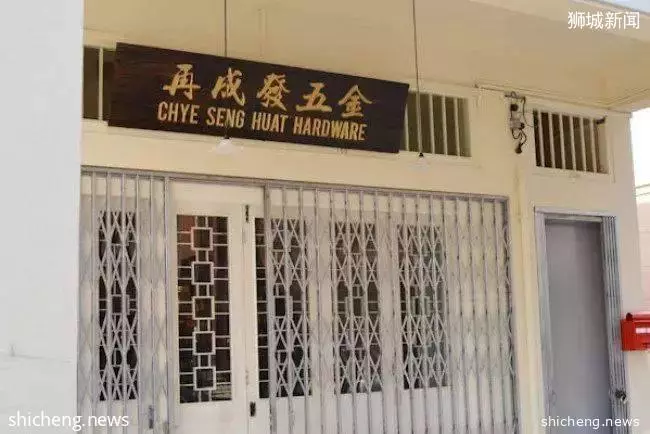 狮城新闻
再成發五金
CHYE SENG HUAT HARDWARE
shicheng.news
shicheng.news